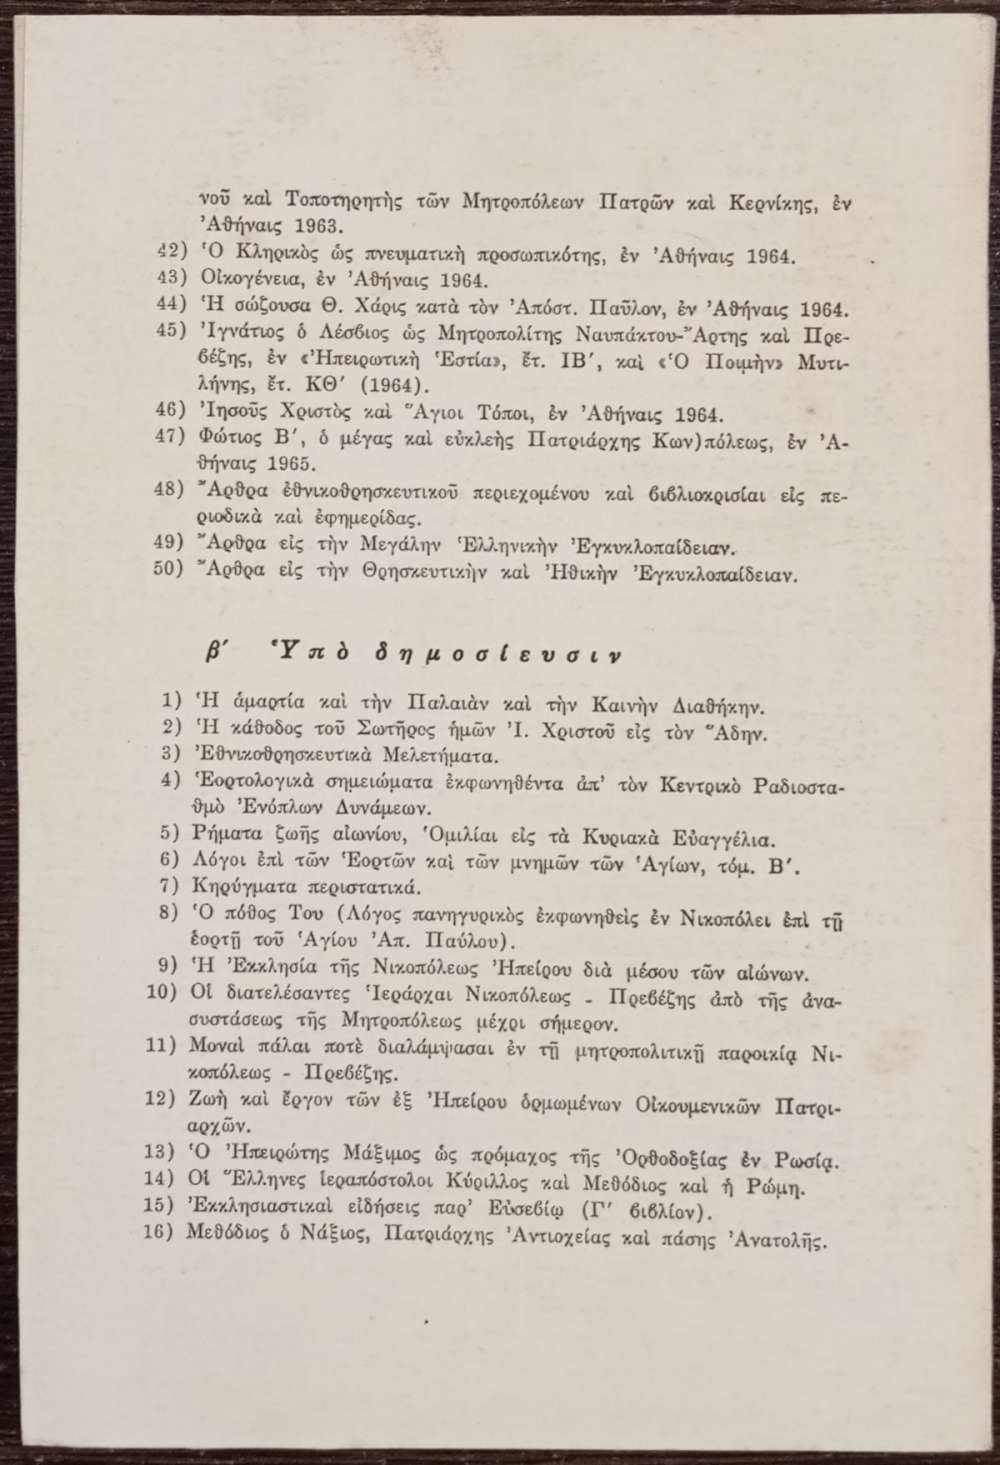 νοῦ καὶ Τοποτηρητὴς τῶν Μητροπόλεων Πατρῶν καὶ Κερνίκης, ἐν
Ἀθήναις 1963.
42) Ὁ Κληρικὸς ὡς πνευματικὴ προσωπικότης, ἐν Ἀθήναις 1964.
43) Οἰκογένεια, ἐν Ἀθήναις 1964.
44) Ἡ σώζουσα Θ. Χάρις κατὰ τὸν Ἀπόστ. Παῦλον, ἐν Ἀθήναις 1964.
45) Ἰγνάτιος ὁ Λέσβιος ὡς Μητροπολίτης Ναυπάκτου-Ἄρτης καὶ Πρε-
βέζης, ἐν «Ἠπειρωτικὴ Ἑστία», ἔτ. ΙΒ′, καὶ «Ὁ Ποιμὴν» Μυτι-
λήνης, ἔτ. ΚΘ′ (1964).
46) Ἰησοῦς Χριστὸς καὶ Ἅγιοι Τόποι, ἐν Ἀθήναις 1964.
47) Φώτιος Β′, ὁ μέγας καὶ εὐκλεὴς Πατριάρχης Κων)πόλεως, ἐν Ἀ-
θήναις 1965.
48) Ἄρθρα ἐθνικοθρησκευτικοῦ περιεχομένου καὶ βιβλιοκρισίαι εἰς πε-
ριοδικὰ καὶ ἐφημερίδας.
49) Ἄρθρα εἰς τὴν Μεγάλην Ἑλληνικὴν Ἐγκυκλοπαίδειαν.
50) Ἄρθρα εἰς τὴν Θρησκευτικὴν καὶ Ἠθικὴν Ἐγκυκλοπαίδειαν.
β′ Ὑπὸ δημοσίευσιν
1) Ἡ ἁμαρτία καὶ τὴν Παλαιὰν καὶ τὴν Καινὴν Διαθήκην.
2) Ἡ κάθοδος τοῦ Σωτῆρος ἡμῶν Ἰ. Χριστοῦ εἰς τὸν Ἅδην.
3) Ἐθνικοθρησκευτικὰ Μελετήματα.
4) Ἑορτολογικὰ σημειώματα ἐκφωνηθέντα ἀπ' τὸν Κεντρικὸ Ραδιοστα-
θμὸ Ἐνόπλων Δυνάμεων.
5) Ρήματα ζωῆς αἰωνίου, Ὁμιλίαι εἰς τὰ Κυριακὰ Εὐαγγέλια.
6) Λόγοι ἐπὶ τῶν Ἑορτῶν καὶ τῶν μνημῶν τῶν Ἁγίων, τόμ. Β′.
7) Κηρύγματα περιστατικά.
8) Ὁ πόθος Του (Λόγος πανηγυρικὸς ἐκφωνηθεὶς ἐν Νικοπόλει ἐπὶ τῇ
ἑορτῇ τοῦ Ἁγίου Ἀπ. Παύλου).
9) Ἡ Ἐκκλησία τῆς Νικοπόλεως Ἠπείρου διὰ μέσου τῶν αἰώνων.
10) Οἱ διατελέσαντες Ἱεράρχαι Νικοπόλεως - Πρεβέζης ἀπὸ τῆς ἀνα-
συστάσεως τῆς Μητροπόλεως μέχρι σήμερον.
11) Μοναὶ πάλαι ποτὲ διαλάμψασαι ἐν τῇ μητροπολιτικῇ παροικίᾳ Νι-
κοπόλεως - Πρεβέζης.
12) Ζωὴ καὶ ἔργον τῶν ἐξ Ἠπείρου ὁρμωμένων Οἰκουμενικῶν Πατρι-
αρχῶν.
13) Ὁ Ἠπειρώτης Μάξιμος ὡς πρόμαχος τῆς Ὀρθοδοξίας ἐν Ρωσίᾳ.
14) Οἱ Ἕλληνες ἱεραπόστολοι Κύριλλος καὶ Μεθόδιος καὶ ἡ Ρώμη.
15) Ἐκκλησιαστικαὶ εἰδήσεις παρ' Εὐσεβίῳ (Γ′ βιβλίον).
16) Μεθόδιος ὁ Νάξιος, Πατριάρχης Ἀντιοχείας καὶ πάσης Ἀνατολῆς.